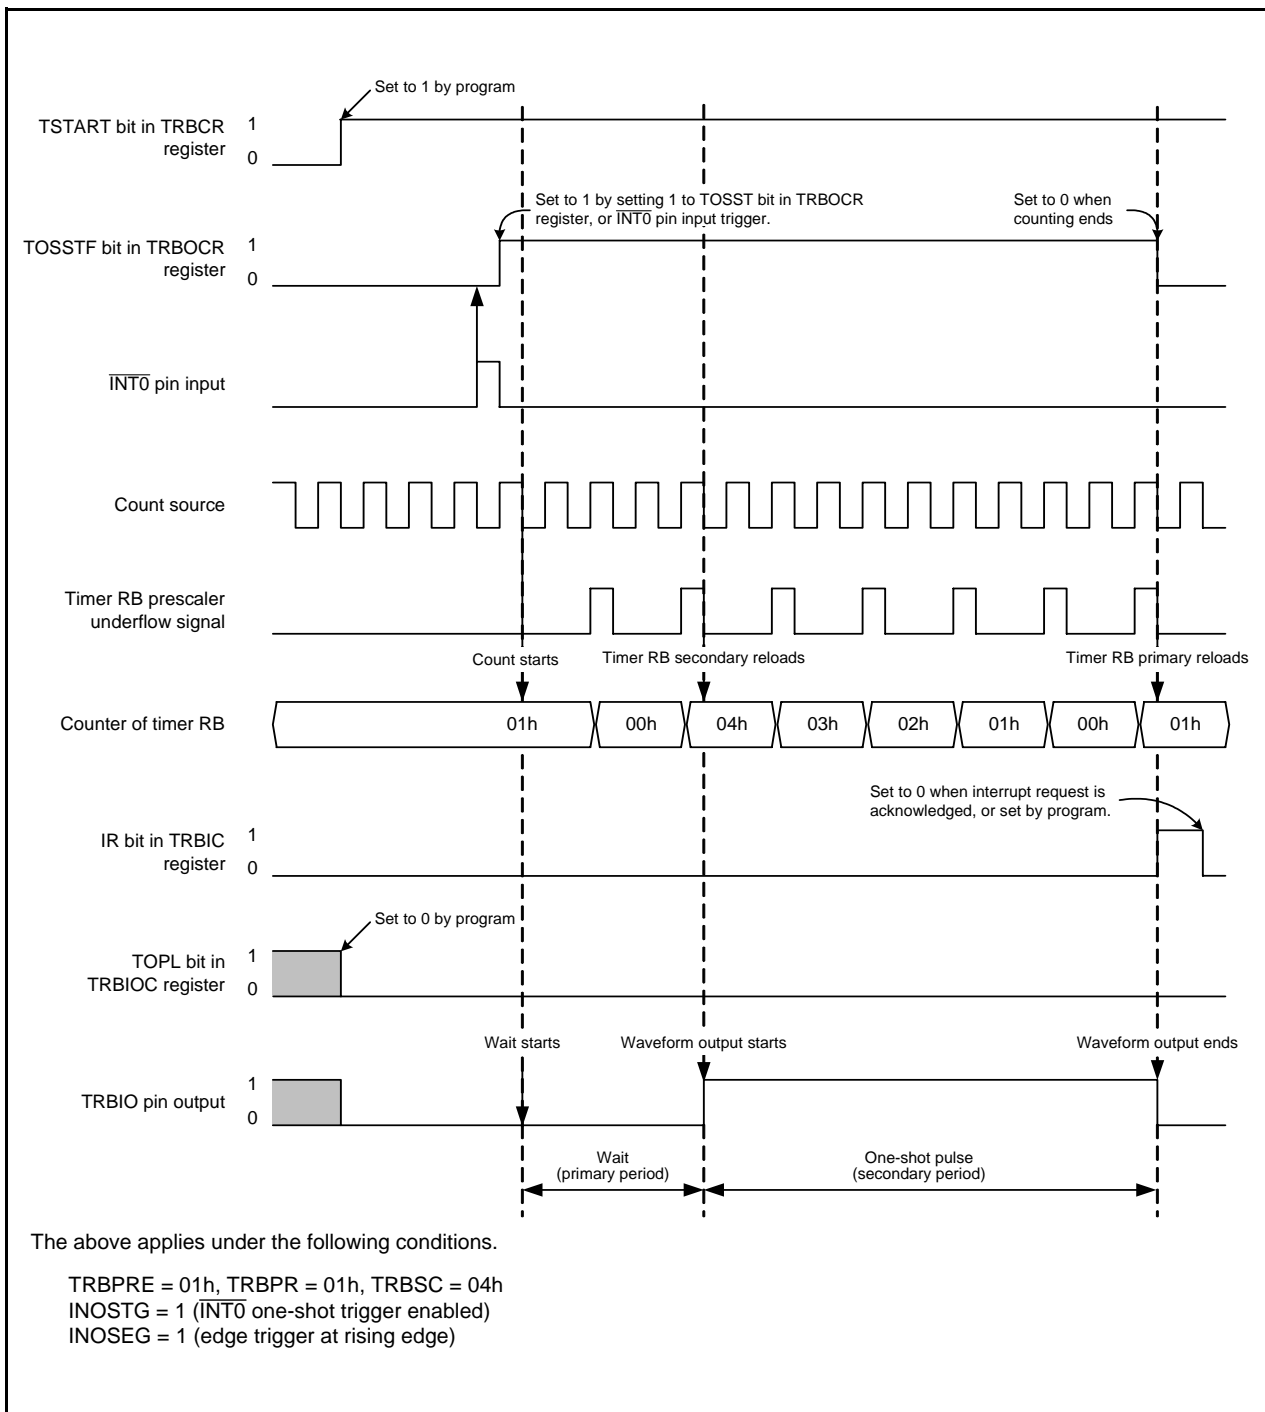 Set to 1 by program
TSTART bit in TRBCR
register
1
0
Set to 1 by setting 1 to TOSST bit in TRBOCR
register, or INT0 pin input trigger.
Set to 0 when
counting ends
TOSSTF bit in TRBOCR
register
1
0
INT0 pin input
Count source
Timer RB prescaler
underflow signal
Count starts
Timer RB secondary reloads
Timer RB primary reloads
Counter of timer RB
01h
00h
04h
03h
02h
01h
00h
01h
Set to 0 when interrupt request is
acknowledged, or set by program.
IR bit in TRBIC
register
1
0
Set to 0 by program
TOPL bit in
TRBIOC register
1
0
Wait starts
Waveform output starts
Waveform output ends
TRBIO pin output
1
0
Wait
(primary period)
One-shot pulse
(secondary period)
The above applies under the following conditions.
TRBPRE = 01h, TRBPR = 01h, TRBSC = 04h
INOSTG = 1 (INT0 one-shot trigger enabled)
INOSEG = 1 (edge trigger at rising edge)